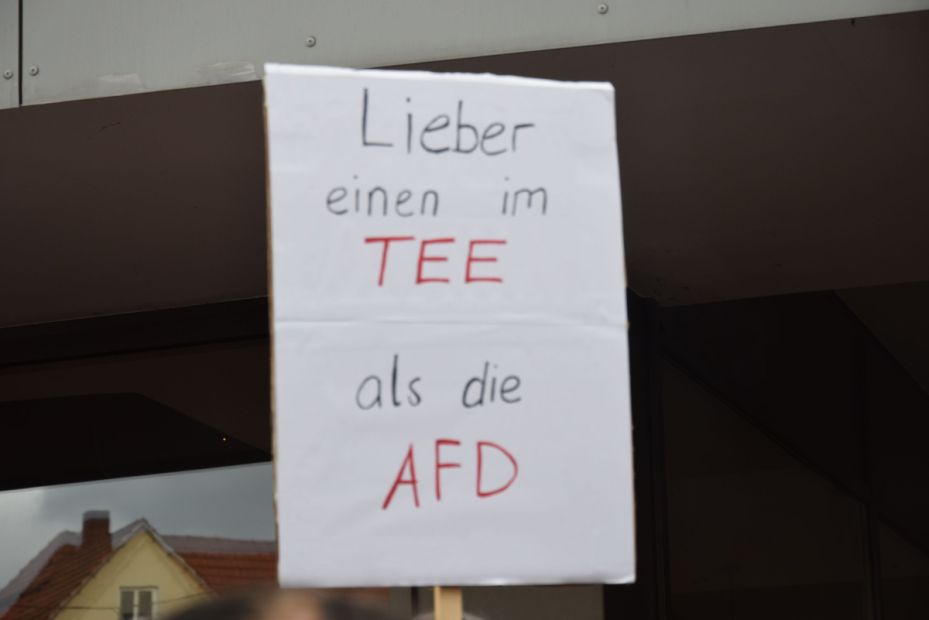 Lieber
einen im
TEE
als die
AFD